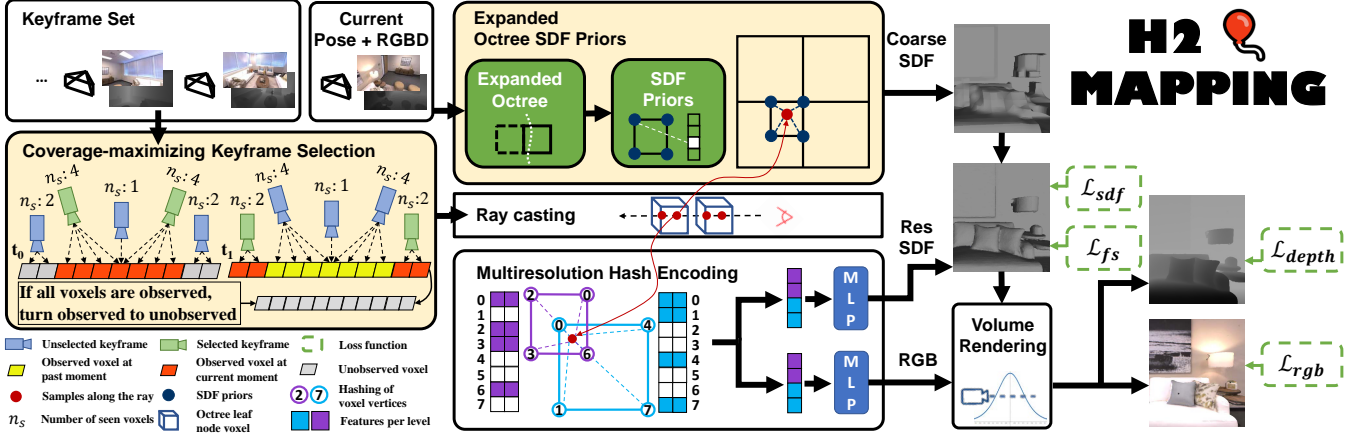 Keyframe Set
...
Current
Pose + RGBD
Expanded
Octree SDF Priors
Expanded
Octree
SDF
Priors
Coarse
SDF
H2
MAPPING
Coverage-maximizing Keyframe Selection
n_s: 2
n_s: 4
n_s: 1
n_s: 4
n_s:2
n_s: 2
n_s: 4
n_s: 1
n_s: 4
n_s:2
t_0
t_1
If all voxels are observed,
turn observed to unobserved
Ray casting
Res
SDF
ℒ_sdf
ℒ_fs
ℒ_depth
ℒ_rgb
Multiresolution Hash Encoding
0
1
2
3
4
5
6
7
2
0
3
6
0
4
1
7
0
1
2
3
4
5
6
7
M
L
P
M
L
P
RGB
Volume
Rendering
Unselected keyframe
Selected keyframe
Loss function
Observed voxel at
past moment
Observed voxel at
current moment
Unobserved voxel
Samples along the ray
SDF priors
2 7
Hashing of
voxel vertices
n_s
Number of seen voxels
Octree leaf
node voxel
Features per level